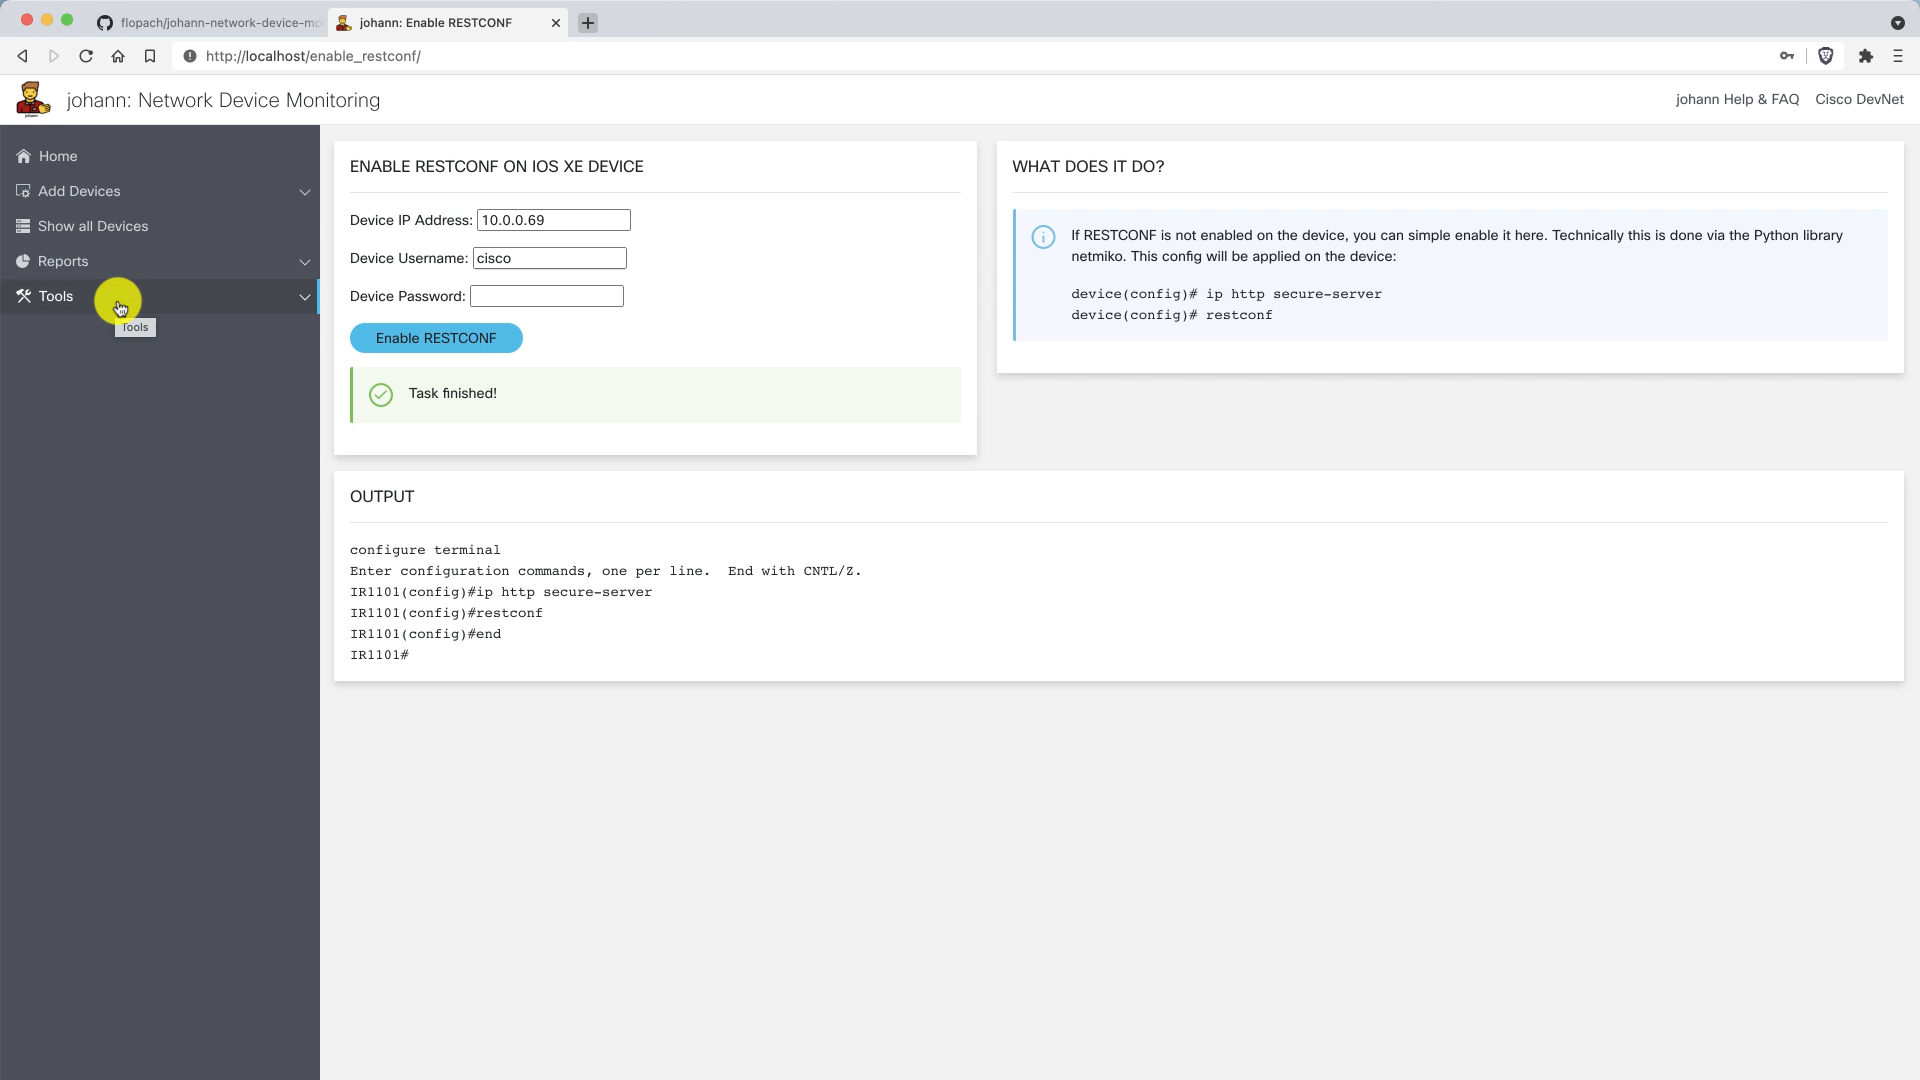 flopach/johann-network-device-mo
johann: Enable RESTCONF
http://localhost/enable_restconf/
johann
johann: Network Device Monitoring
johann Help & FAQ
Cisco DevNet
Home
Add Devices
Show all Devices
Reports
Tools
Tools
ENABLE RESTCONF ON IOS XE DEVICE
Device IP Address: 10.0.0.69
Device Username: cisco
Device Password:
Enable RESTCONF
Task finished!
WHAT DOES IT DO?
If RESTCONF is not enabled on the device, you can simple enable it here. Technically this is done via the Python library
netmiko. This config will be applied on the device:
device(config)# ip http secure-server
device(config)# restconf
OUTPUT
configure terminal
Enter configuration commands, one per line.  End with CNTL/Z.
IR1101(config)#ip http secure-server
IR1101(config)#restconf
IR1101(config)#end
IR1101#